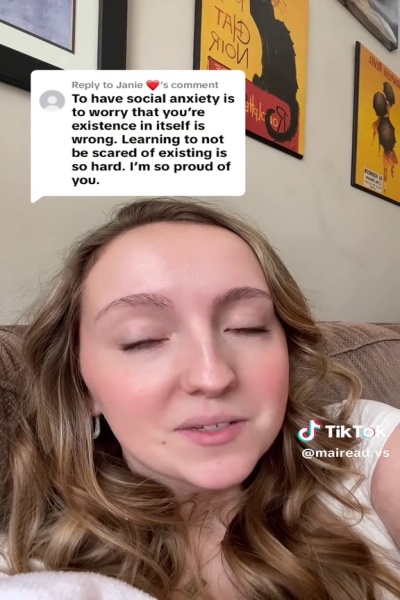 Reply to Janie ❤️'s comment
To have social anxiety is
to worry that you're
existence in itself is
wrong. Learning to not
be scared of existing is
so hard. I'm so proud of
you.
CHAT
NOIR
TikTok
@mairead.vs